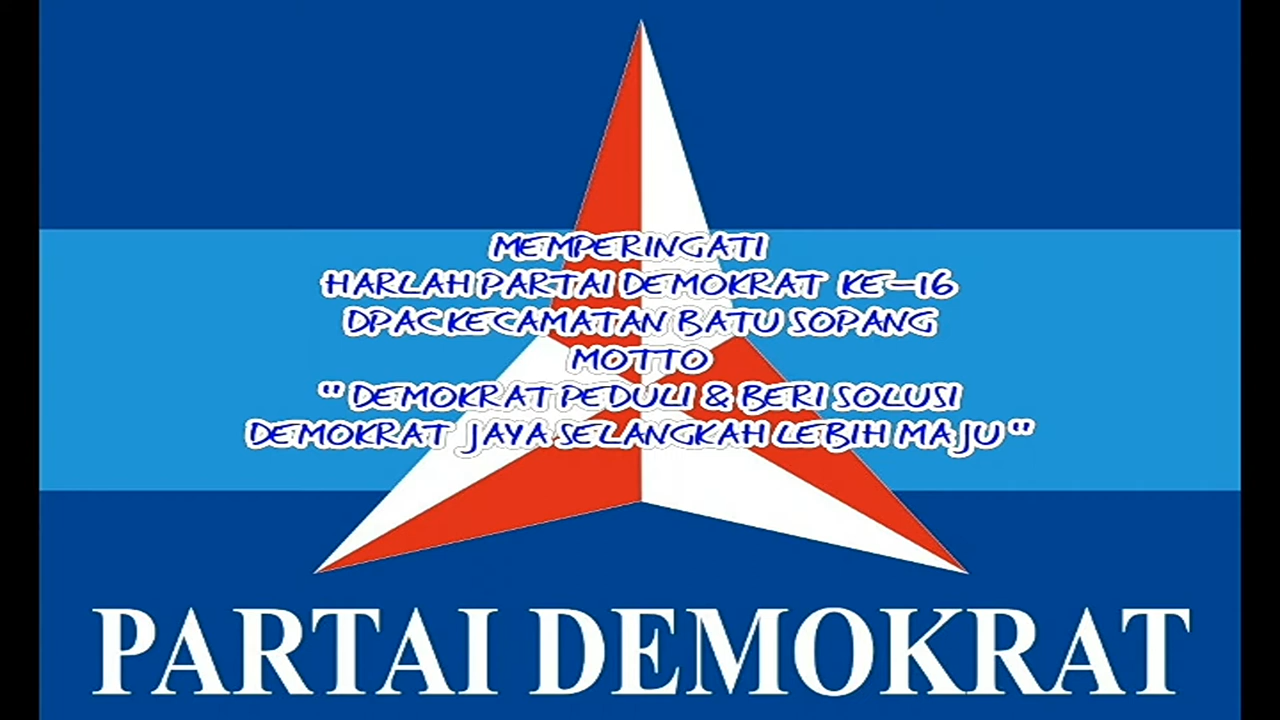 MEMPERINGATI
HARLAH PARTAI DEMOKRAT KE-16
DPAC KECAMATAN BATU SOPANG
MOTTO
" DEMOKRAT PEDULI & BERI SOLUSI
DEMOKRAT JAYA SELANGKAH LEBIH MAJU "
PARTAI DEMOKRAT